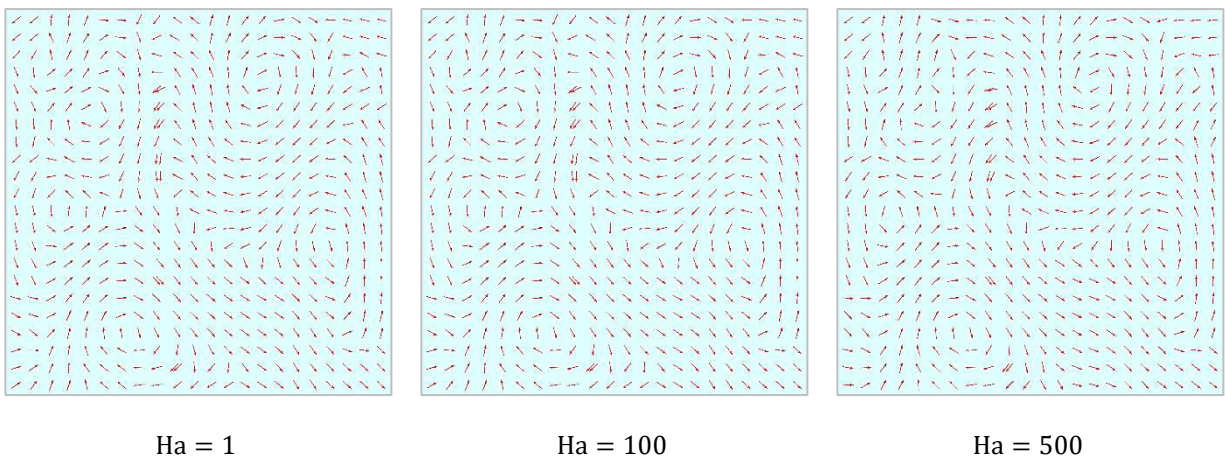 Ha = 1
Ha = 100
Ha = 500